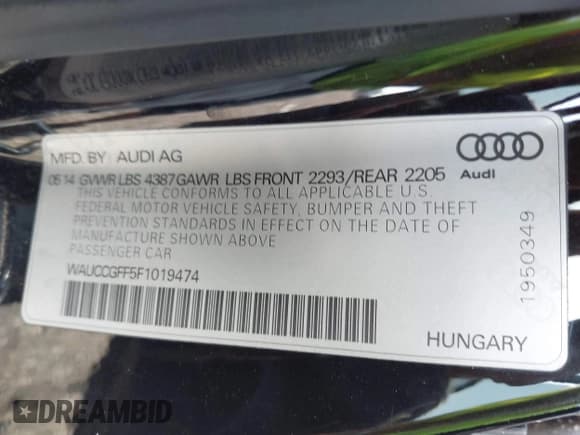 MFD. BY: AUDI AG
Audi
05 14 GVWR LBS 4387 GAWR LBS FRONT 2293/REAR 2205
THIS VEHICLE CONFORMS TO ALL APPLICABLE U.S
FEDERAL MOTOR VEHICLE SAFETY, BUMPER AND THEFT
PREVENTION STANDARDS IN EFFECT ON THE DATE OF
MANUFACTURE SHOWN ABOVE
PASSENGER CAR
WAUCCGFF5F1019474
1950349
HUNGARY
DREAMBID